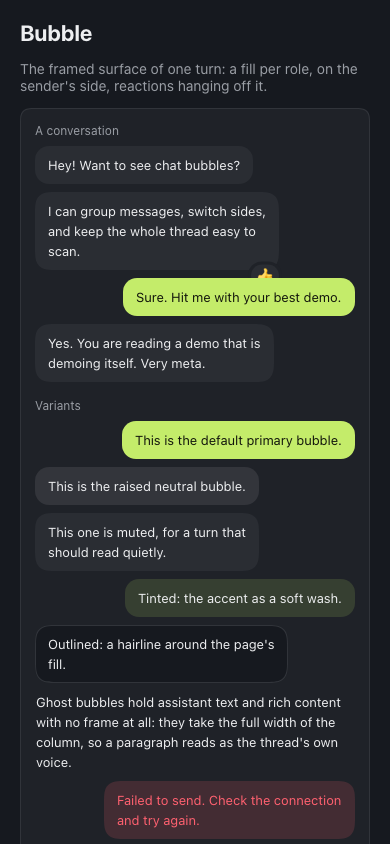 Bubble
The framed surface of one turn: a fill per role, on the
sender's side, reactions hanging off it.
A conversation
Hey! Want to see chat bubbles?
I can group messages, switch sides,
and keep the whole thread easy to
scan.
Sure. Hit me with your best demo.
Yes. You are reading a demo that is
demoing itself. Very meta.
Variants
This is the default primary bubble.
This is the raised neutral bubble.
This one is muted, for a turn that
should read quietly.
Tinted: the accent as a soft wash.
Outlined: a hairline around the page's
fill.
Ghost bubbles hold assistant text and rich content
with no frame at all: they take the full width of the
column, so a paragraph reads as the thread's own
voice.
Failed to send. Check the connection
and try again.